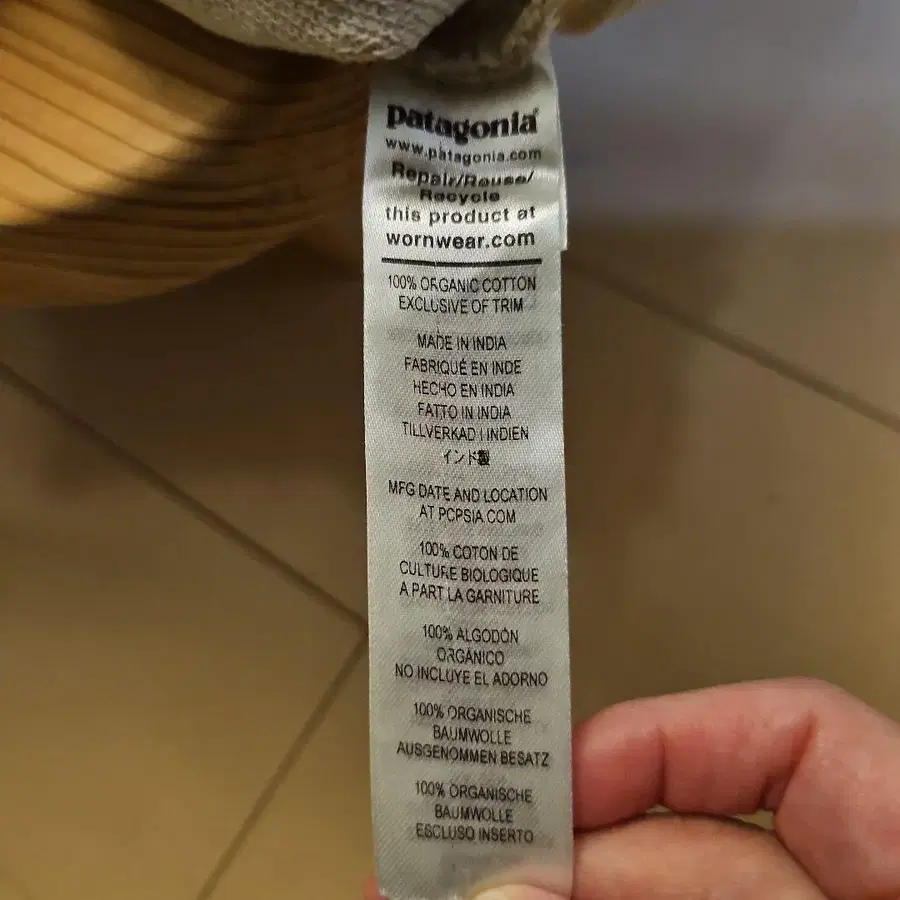 patagonia
www.patagonia.com
Repair/Reuse/
Recycle
this product at
wornwear.com
100% ORGANIC COTTON
EXCLUSIVE OF TRIM
MADE IN INDIA
FABRIQUÉ EN INDE
HECHO EN INDIA
FATTO IN INDIA
TILLVERKAD I INDIEN
インド製
MFG DATE AND LOCATION
AT PCPSIA.COM
100% COTON DE
CULTURE BIOLOGIQUE
A PART LA GARNITURE
100% ALGODÓN
ORGÁNICO
NO INCLUYE EL ADORNO
100% ORGANISCHE
BAUMWOLLE
AUSGENOMMEN BESATZ
100% ORGANISCHE
BAUMWOLLE
ESCLUSO INSERTO